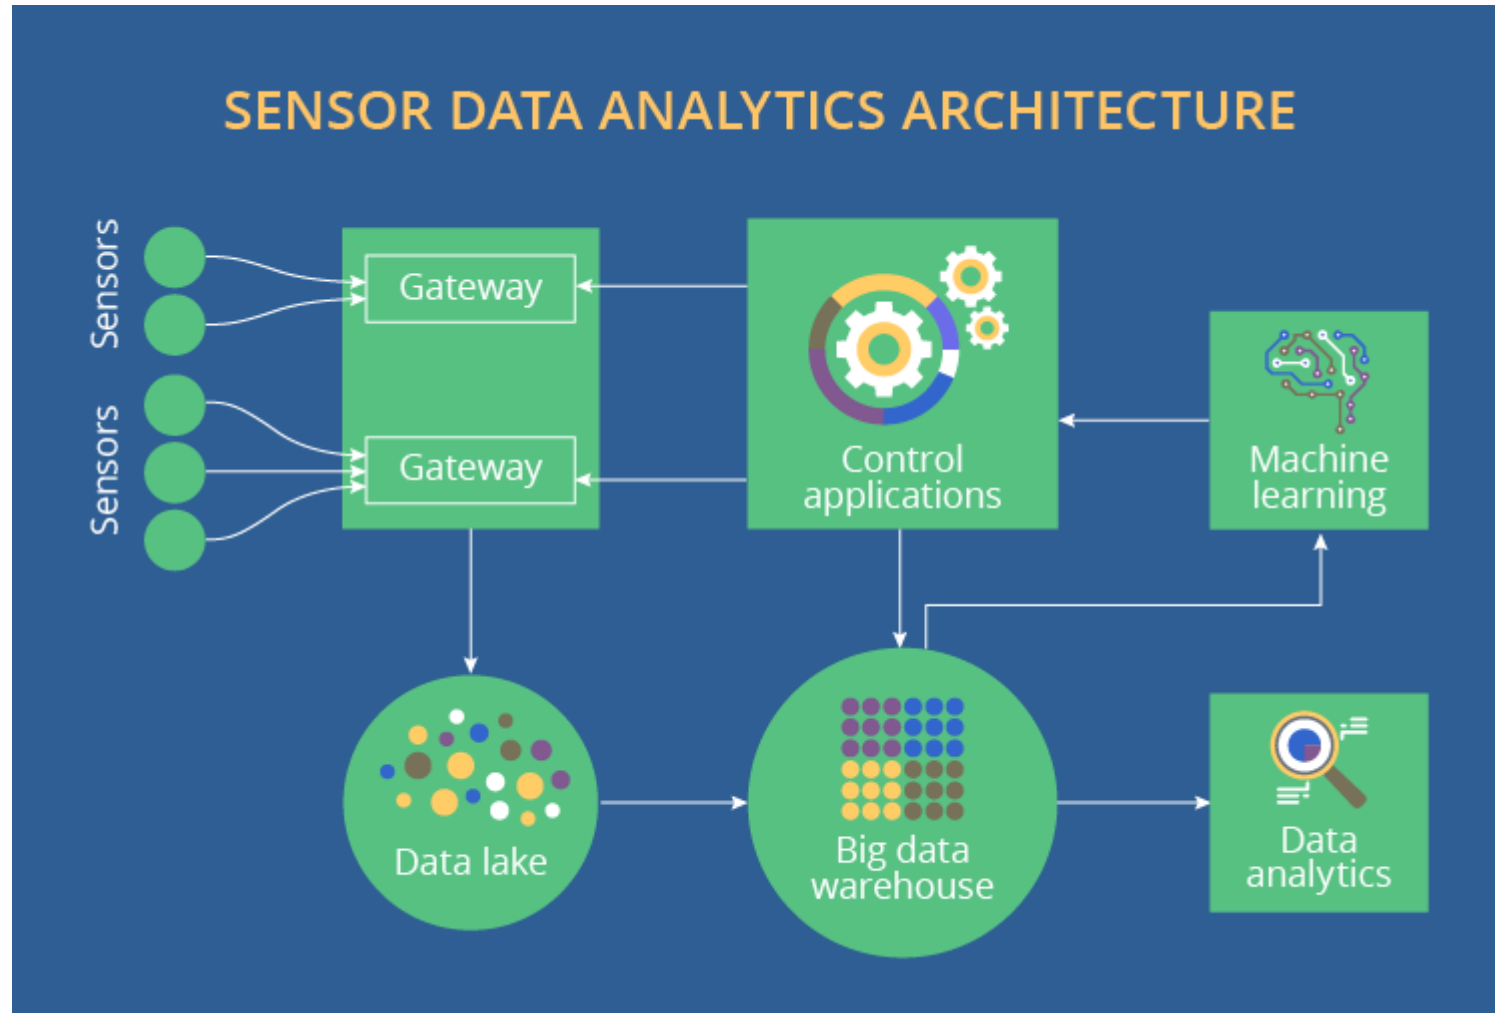 SENSOR DATA ANALYTICS ARCHITECTURE
Sensors
Gateway
Sensors
Gateway
Control
applications
Machine
learning
Data lake
Big data
warehouse
Data
analytics